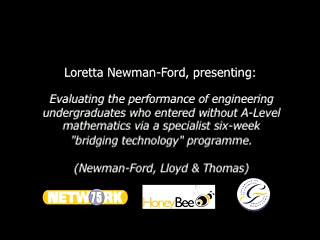 Loretta Newman-Ford, presenting:
Evaluating the performance of engineering
undergraduates who entered without A-Level
mathematics via a specialist six-week
"bridging technology" programme.
(Newman-Ford, Lloyd & Thomas)
NETW75RK
HoneyBee